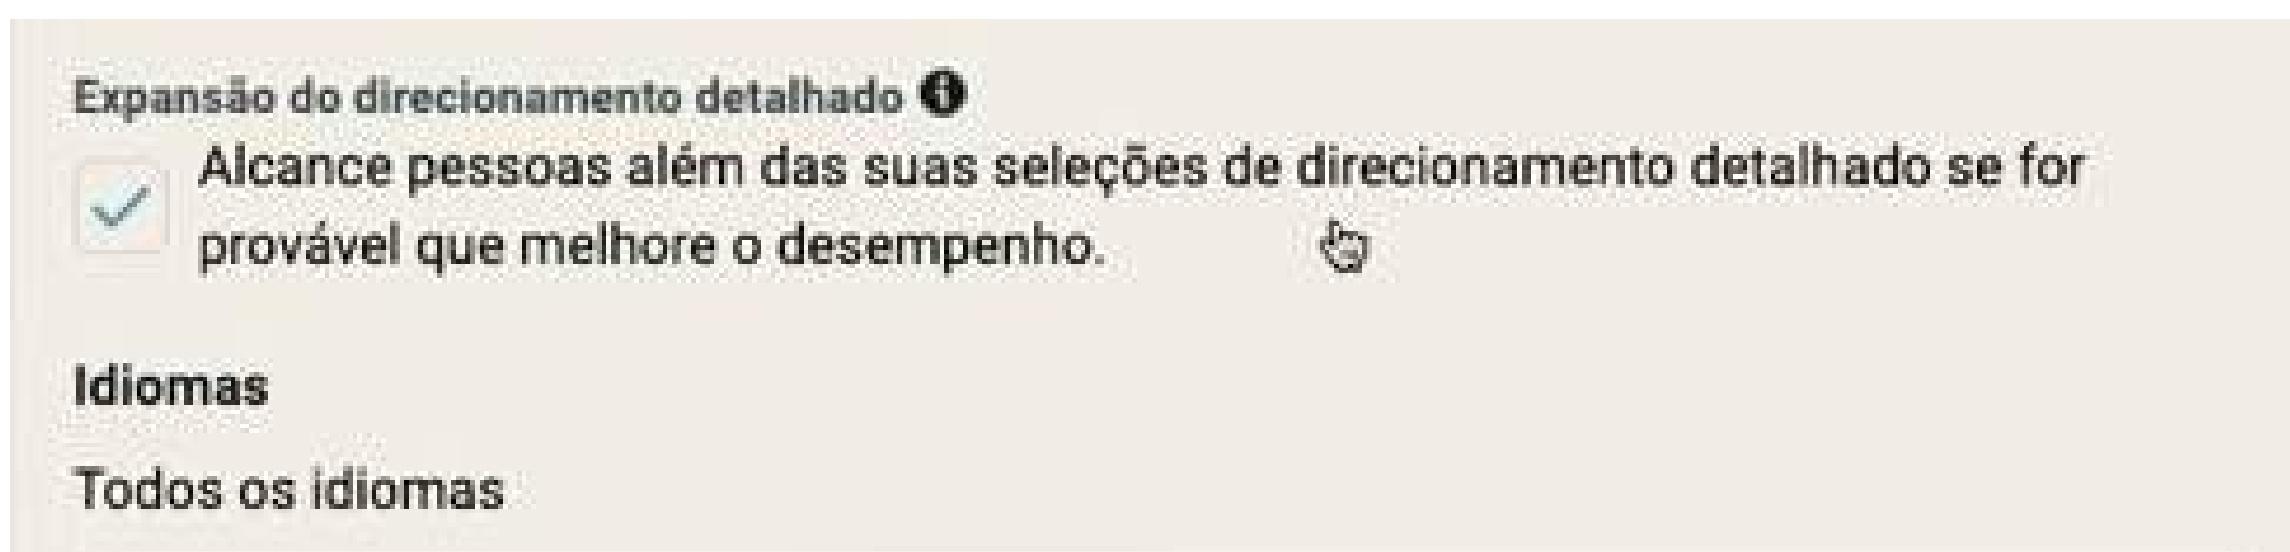 Expansão do direcionamento detalhado
Alcance pessoas além das suas seleções de direcionamento detalhado se for
provável que melhore o desempenho.
Idiomas
Todos os idiomas